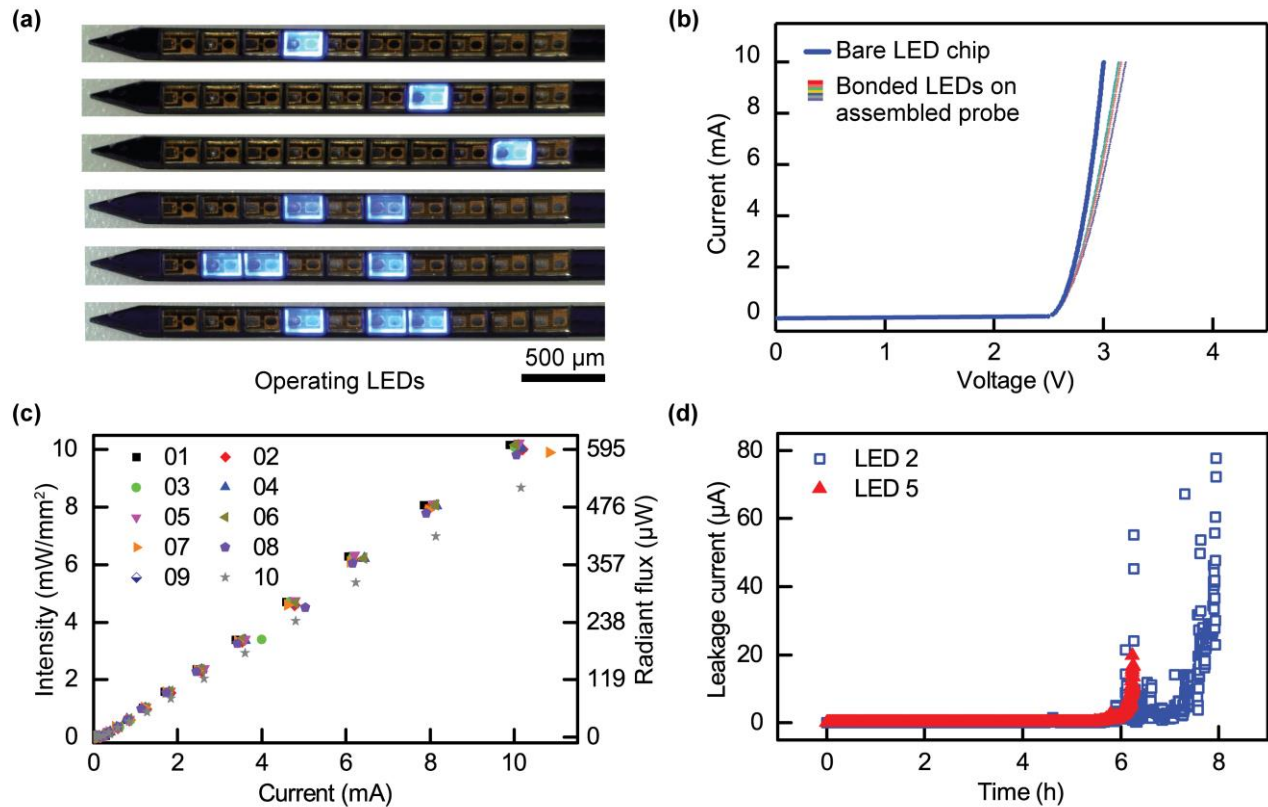 (a)
Operating LEDs
500 µm
(b)
Bare LED chip
Bonded LEDs on
assembled probe
Current (mA)
10
8
6
4
2
0
0
1
2
3
4
Voltage (V)
(c)
01
02
03
04
05
06
07
08
09
10
Intensity (mW/mm²)
10
8
6
4
2
0
Radiant flux (µW)
595
476
357
238
119
0
0
2
4
6
8
10
Current (mA)
(d)
LED 2
LED 5
Leakage current (µA)
80
60
40
20
0
0
2
4
6
8
Time (h)